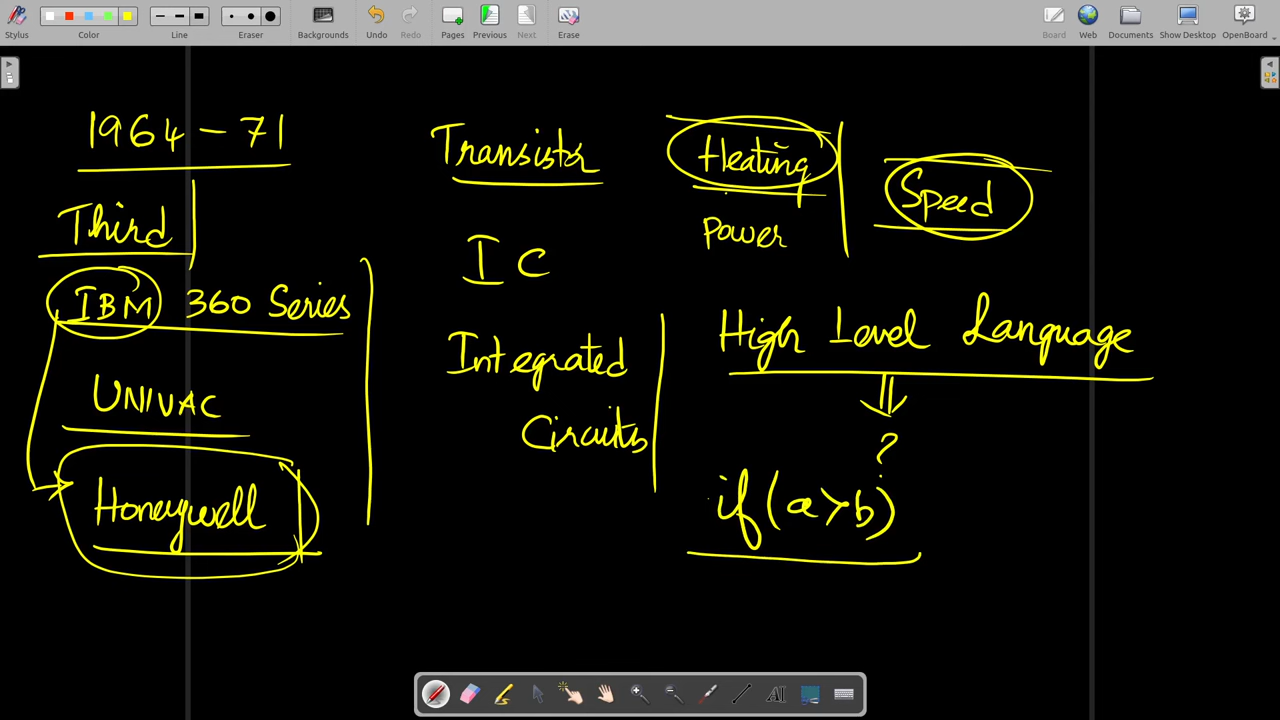 Stylus
Color
Line
Eraser
Backgrounds
Undo
Redo
Pages
Previous
Next
Erase
Board
Web
Documents
Show Desktop
OpenBoard
1964 - 71
Third
IBM 360 Series
UNIVAC
Honeywell
Transistor
IC
Integrated
Circuits
Heating
Power
Speed
High Level Language
?
if (a>b)